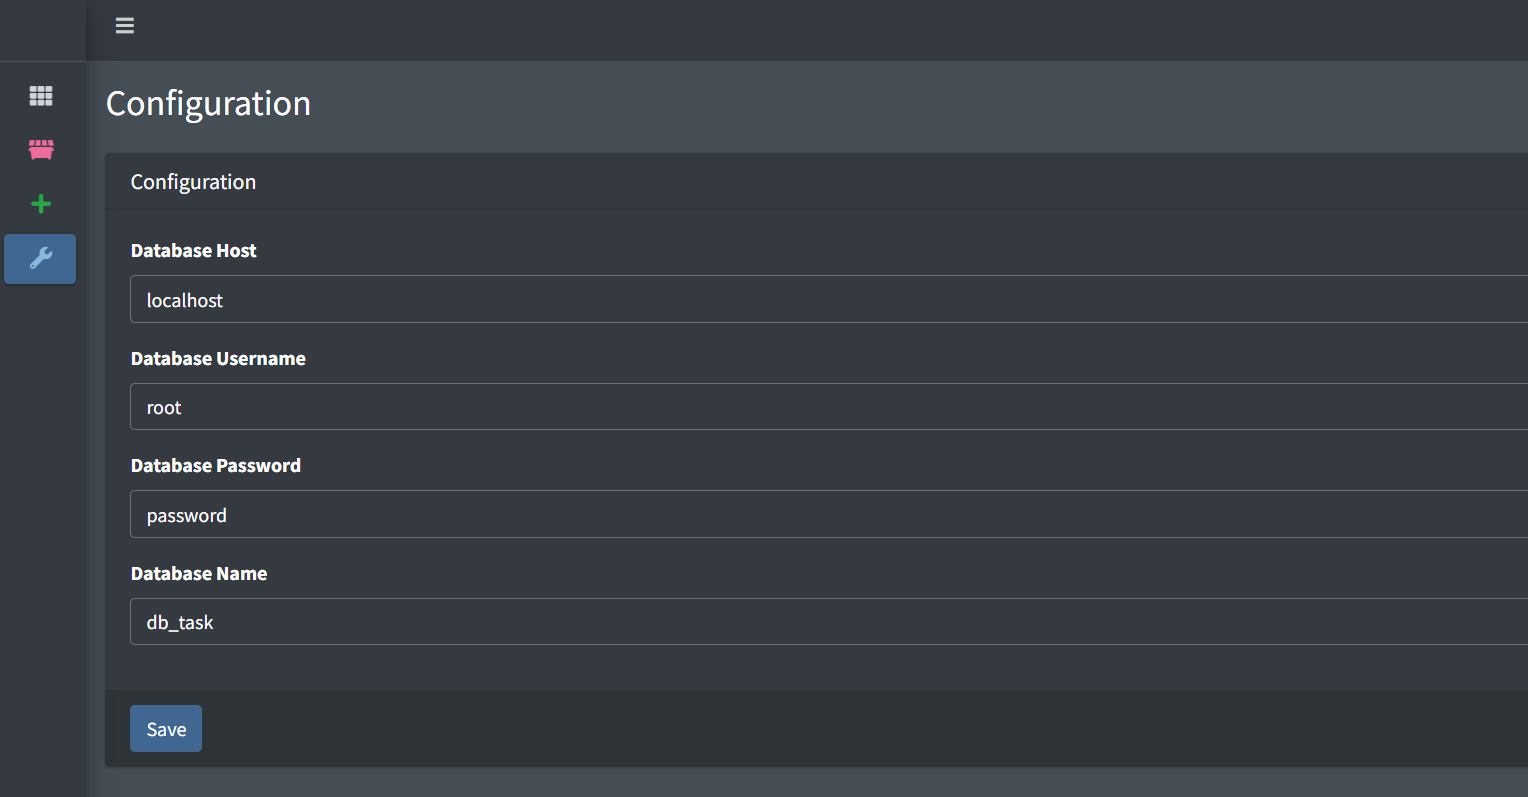 Configuration
Configuration
Database Host
localhost
Database Username
root
Database Password
password
Database Name
db_task
Save